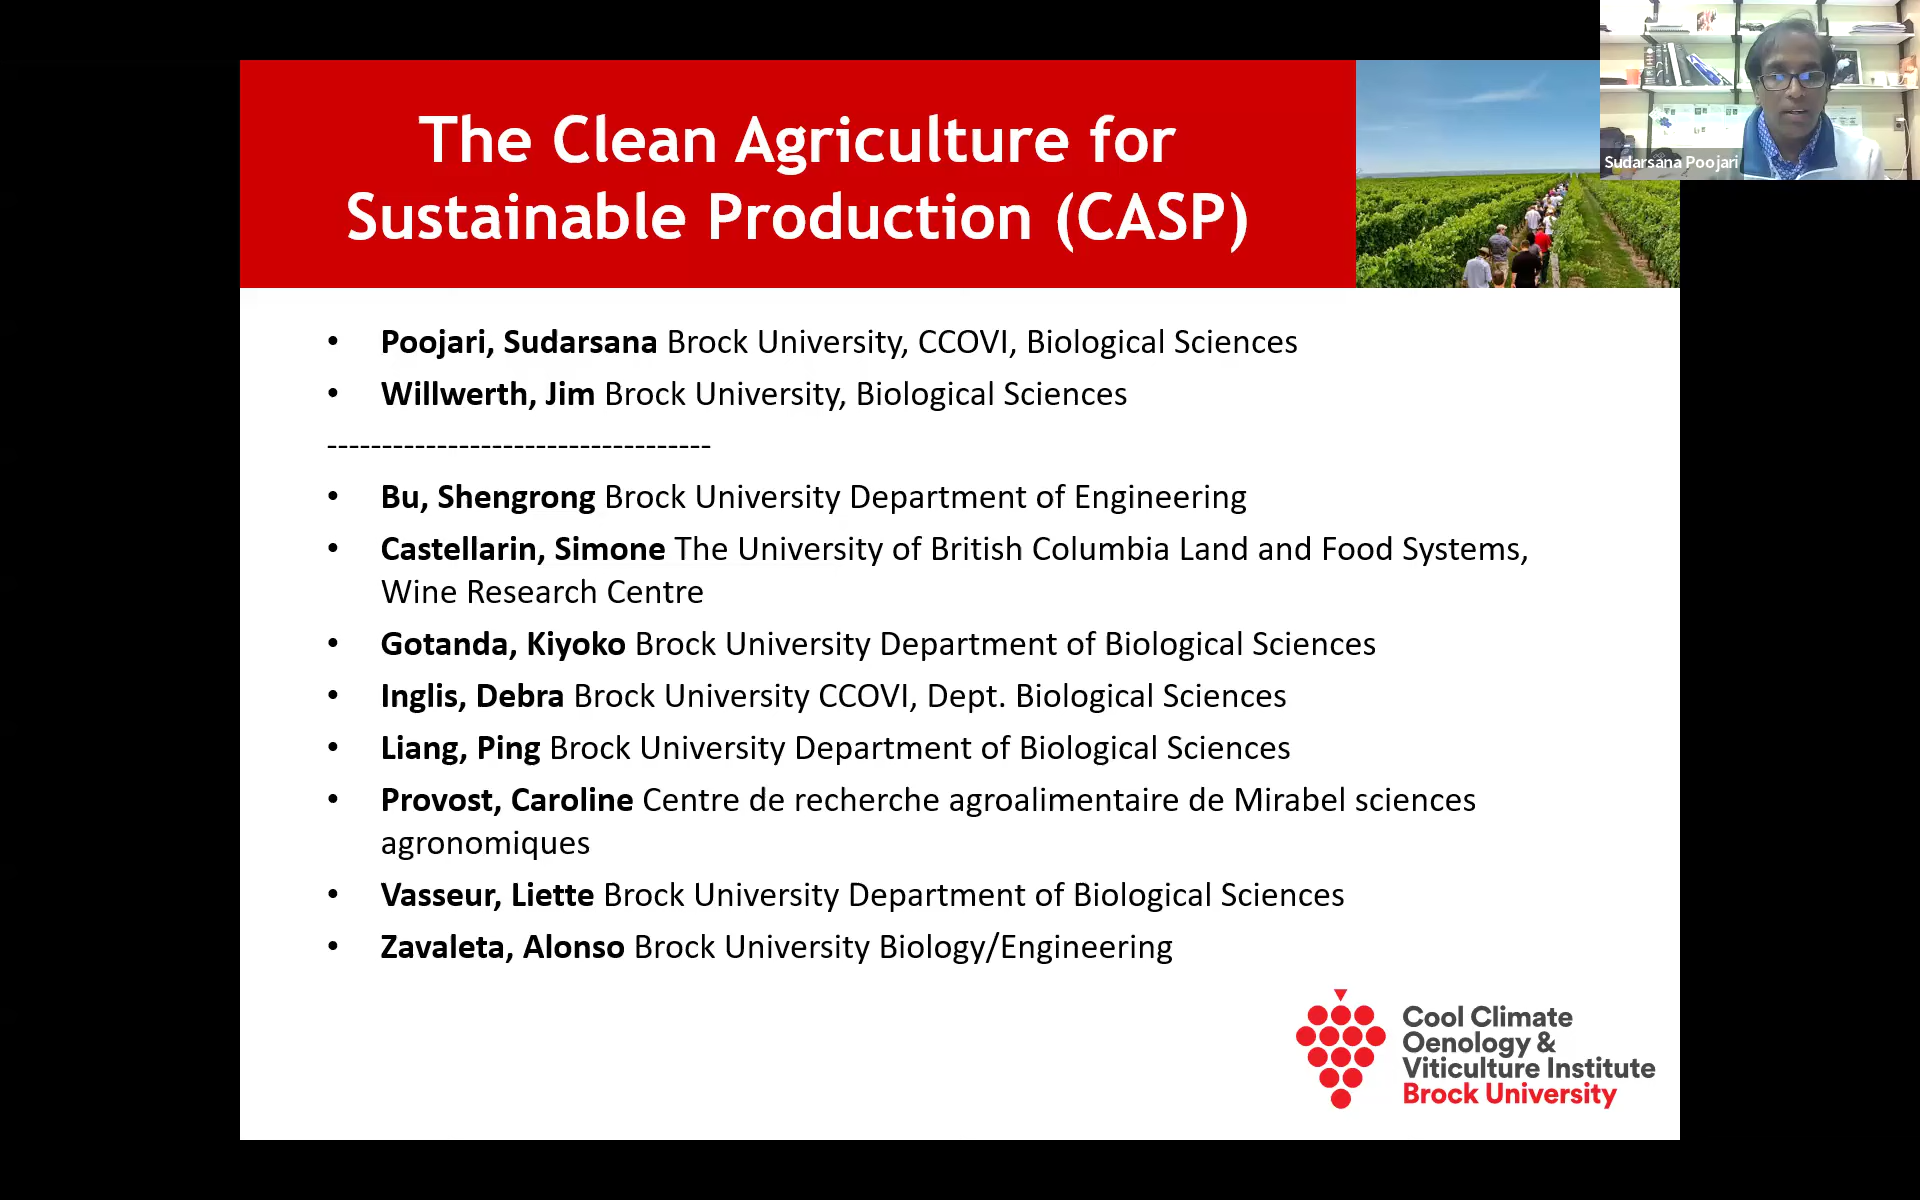 The Clean Agriculture for
Sustainable Production (CASP)
Sudarsana Poojari
• Poojari, Sudarsana Brock University, CCOVI, Biological Sciences
• Willwerth, Jim Brock University, Biological Sciences
-----------------------------------
• Bu, Shengrong Brock University Department of Engineering
• Castellarin, Simone The University of British Columbia Land and Food Systems,
Wine Research Centre
• Gotanda, Kiyoko Brock University Department of Biological Sciences
• Inglis, Debra Brock University CCOVI, Dept. Biological Sciences
• Liang, Ping Brock University Department of Biological Sciences
• Provost, Caroline Centre de recherche agroalimentaire de Mirabel sciences
agronomiques
• Vasseur, Liette Brock University Department of Biological Sciences
• Zavaleta, Alonso Brock University Biology/Engineering
Cool Climate
Oenology &
Viticulture Institute
Brock University